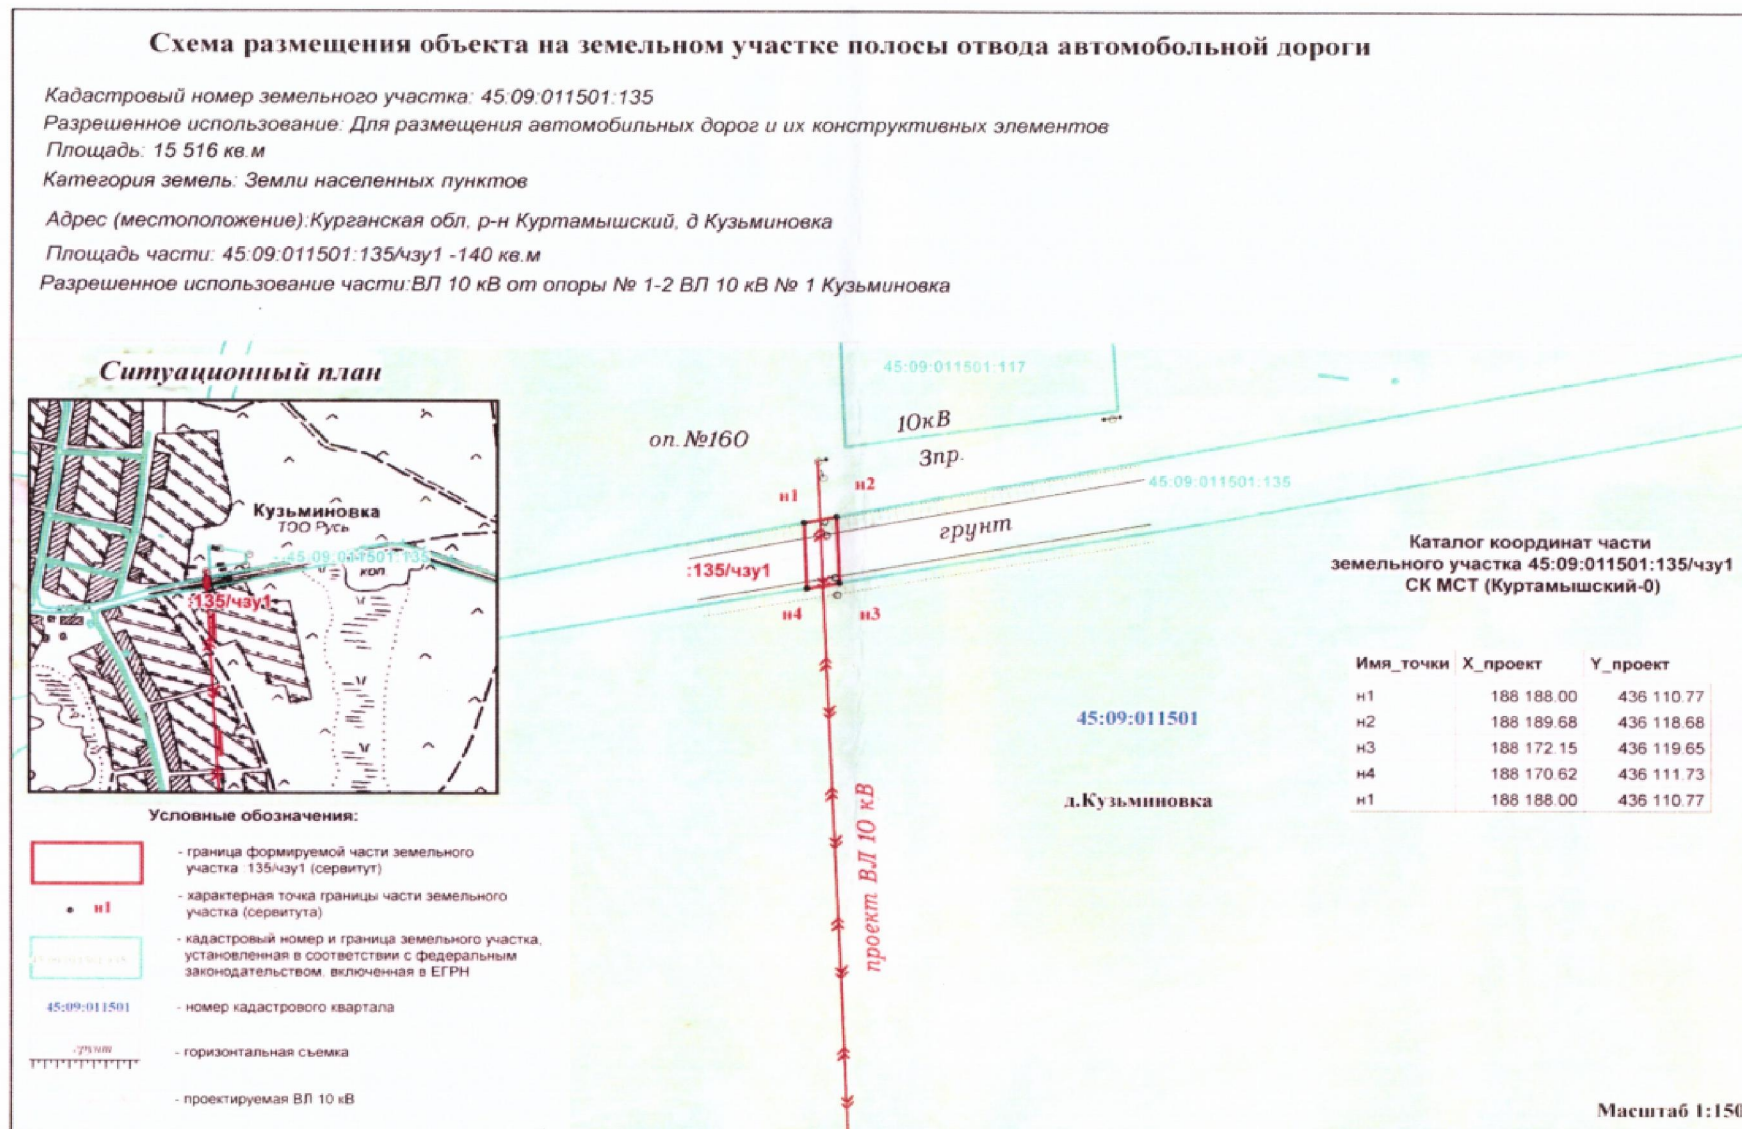 Схема размещения объекта на земельном участке полосы отвода автомобольной дороги
Кадастровый номер земельного участка: 45:09:011501:135
Разрешенное использование: Для размещения автомобильных дорог и их конструктивных элементов
Площадь: 15 516 кв.м
Категория земель: Земли населенных пунктов
Адрес (местоположение):Курганская обл, р-н Куртамышский, д Кузьминовка
Площадь части: 45:09:011501:135/чзу1 -140 кв.м
Разрешенное использование части:ВЛ 10 кВ от опоры № 1-2 ВЛ 10 кВ № 1 Кузьминовка
Ситуационный план
Кузьминовка
ТОО Русь
45:09:011501:135
коп
:135/чзу1
45:09:011501:117
оп.№160
10кВ
3пр.
н1
н2
45:09:011501:135
грунт
:135/чзу1
н4
н3
проект ВЛ 10 кВ
45:09:011501
д.Кузьминовка
Каталог координат части
земельного участка 45:09:011501:135/чзу1
СК МСТ (Куртамышский-0)
Имя_точки X_проект Y_проект
н1 188 188.00 436 110.77
н2 188 189.68 436 118.68
н3 188 172.15 436 119.65
н4 188 170.62 436 111.73
н1 188 188.00 436 110.77
Условные обозначения:
- граница формируемой части земельного
участка :135/чзу1 (сервитут)
н1
- характерная точка границы части земельного
участка (сервитута)
- кадастровый номер и граница земельного участка,
установленная в соответствии с федеральным
законодательством, включенная в ЕГРН
45:09:011501
- номер кадастрового квартала
грунт
- горизонтальная съемка
- проектируемая ВЛ 10 кВ
Масштаб 1:150